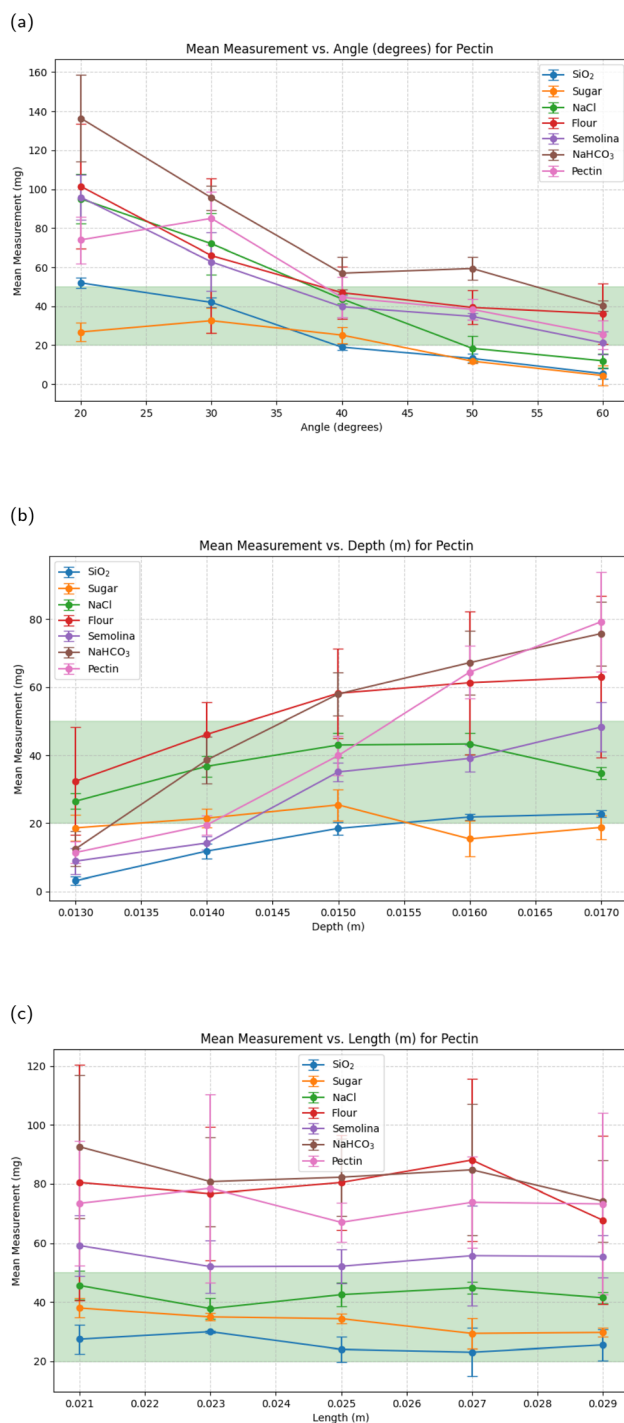 (a)
Mean Measurement vs. Angle (degrees) for Pectin
Mean Measurement (mg)
160
140
120
100
80
60
40
20
0
SiO₂
Sugar
NaCl
Flour
Semolina
NaHCO₃
Pectin
20 25 30 35 40 45 50 55 60
Angle (degrees)
(b)
Mean Measurement vs. Depth (m) for Pectin
Mean Measurement (mg)
80
60
40
20
0
SiO₂
Sugar
NaCl
Flour
Semolina
NaHCO₃
Pectin
0.0130 0.0135 0.0140 0.0145 0.0150 0.0155 0.0160 0.0165 0.0170
Depth (m)
(c)
Mean Measurement vs. Length (m) for Pectin
Mean Measurement (mg)
120
100
80
60
40
20
SiO₂
Sugar
NaCl
Flour
Semolina
NaHCO₃
Pectin
0.021 0.022 0.023 0.024 0.025 0.026 0.027 0.028 0.029
Length (m)